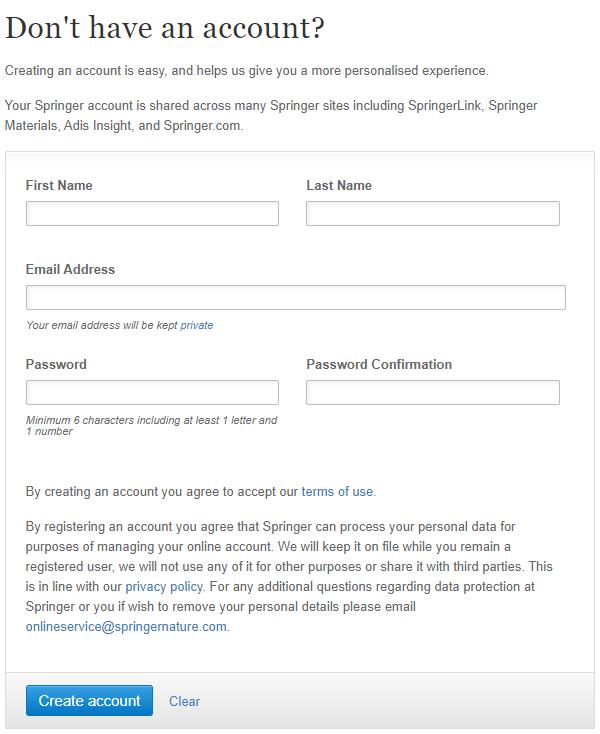 Don't have an account?
Creating an account is easy, and helps us give you a more personalised experience.
Your Springer account is shared across many Springer sites including SpringerLink, Springer
Materials, Adis Insight, and Springer.com.
First Name
Last Name
Email Address
Your email address will be kept private
Password
Password Confirmation
Minimum 6 characters including at least 1 letter and
1 number
By creating an account you agree to accept our terms of use.
By registering an account you agree that Springer can process your personal data for
purposes of managing your online account. We will keep it on file while you remain a
registered user, we will not use any of it for other purposes or share it with third parties. This
is in line with our privacy policy. For any additional questions regarding data protection at
Springer or you if wish to remove your personal details please email
onlineservice@springernature.com.
Create account
Clear